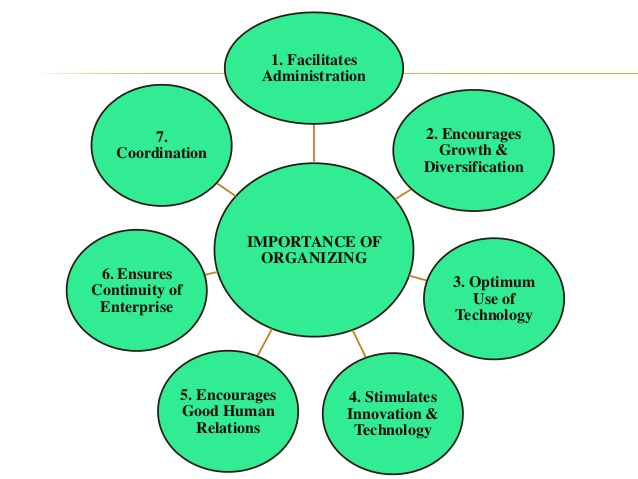 1. Facilitates
Administration
2. Encourages
Growth &
Diversification
3. Optimum
Use of
Technology
4. Stimulates
Innovation &
Technology
5. Encourages
Good Human
Relations
6. Ensures
Continuity of
Enterprise
7.
Coordination
IMPORTANCE OF
ORGANIZING